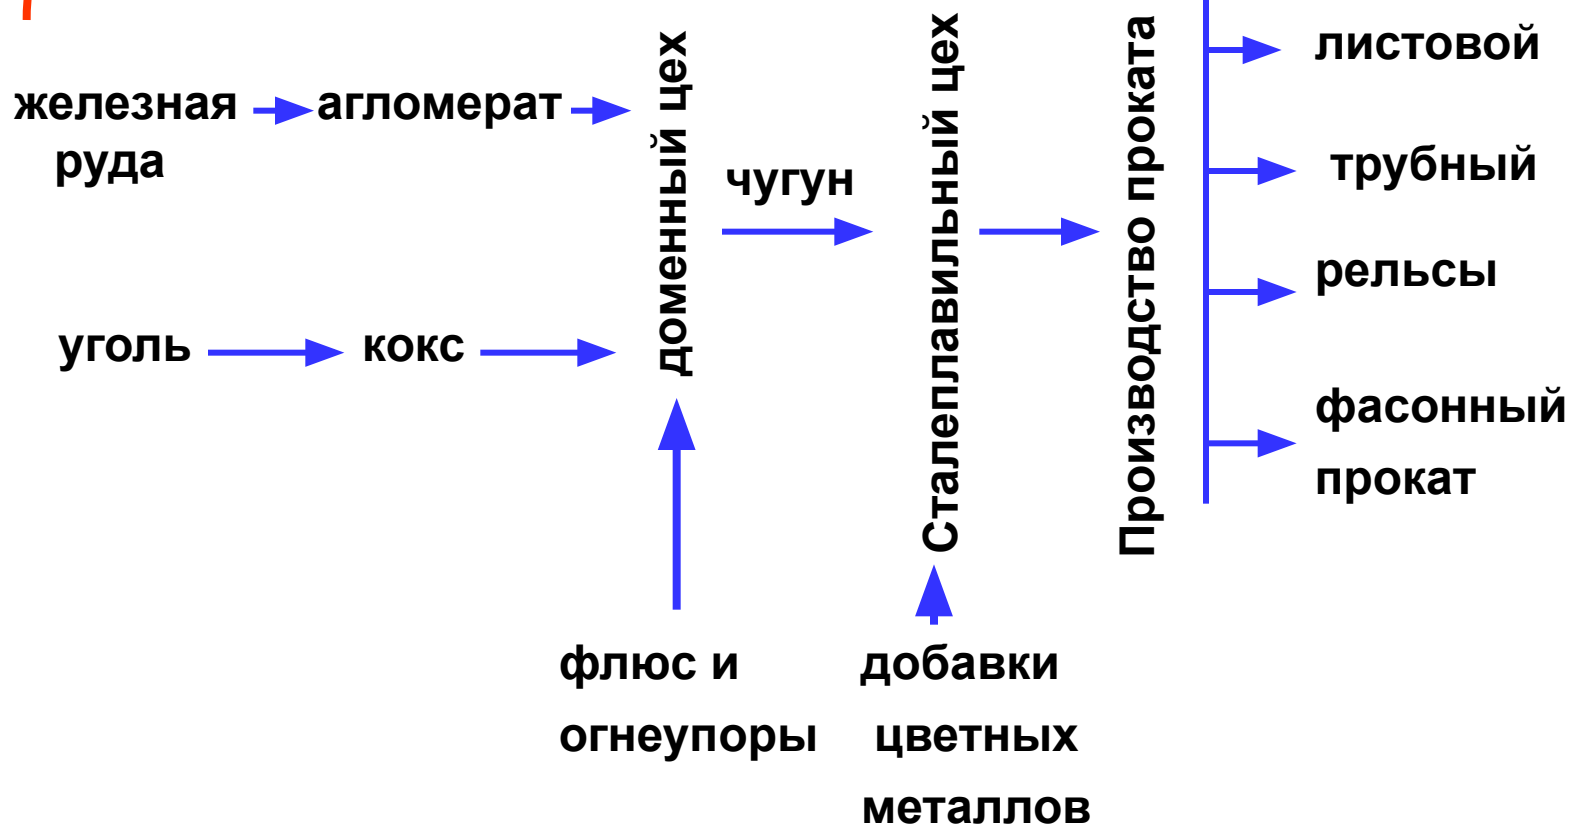 железная
руда
агломерат
уголь
кокс
доменный цех
чугун
Сталеплавильный цех
Производство проката
листовой
трубный
рельсы
фасонный
прокат
флюс и
огнеупоры
добавки
цветных
металлов